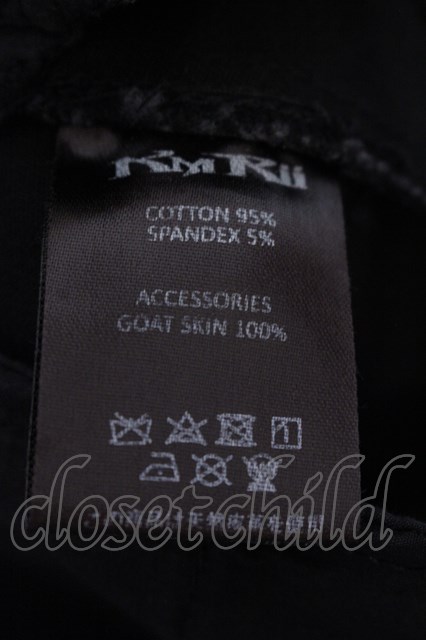 KMRii
COTTON 95%
SPANDEX 5%
ACCESSORIES
GOAT SKIN 100%
closetchild